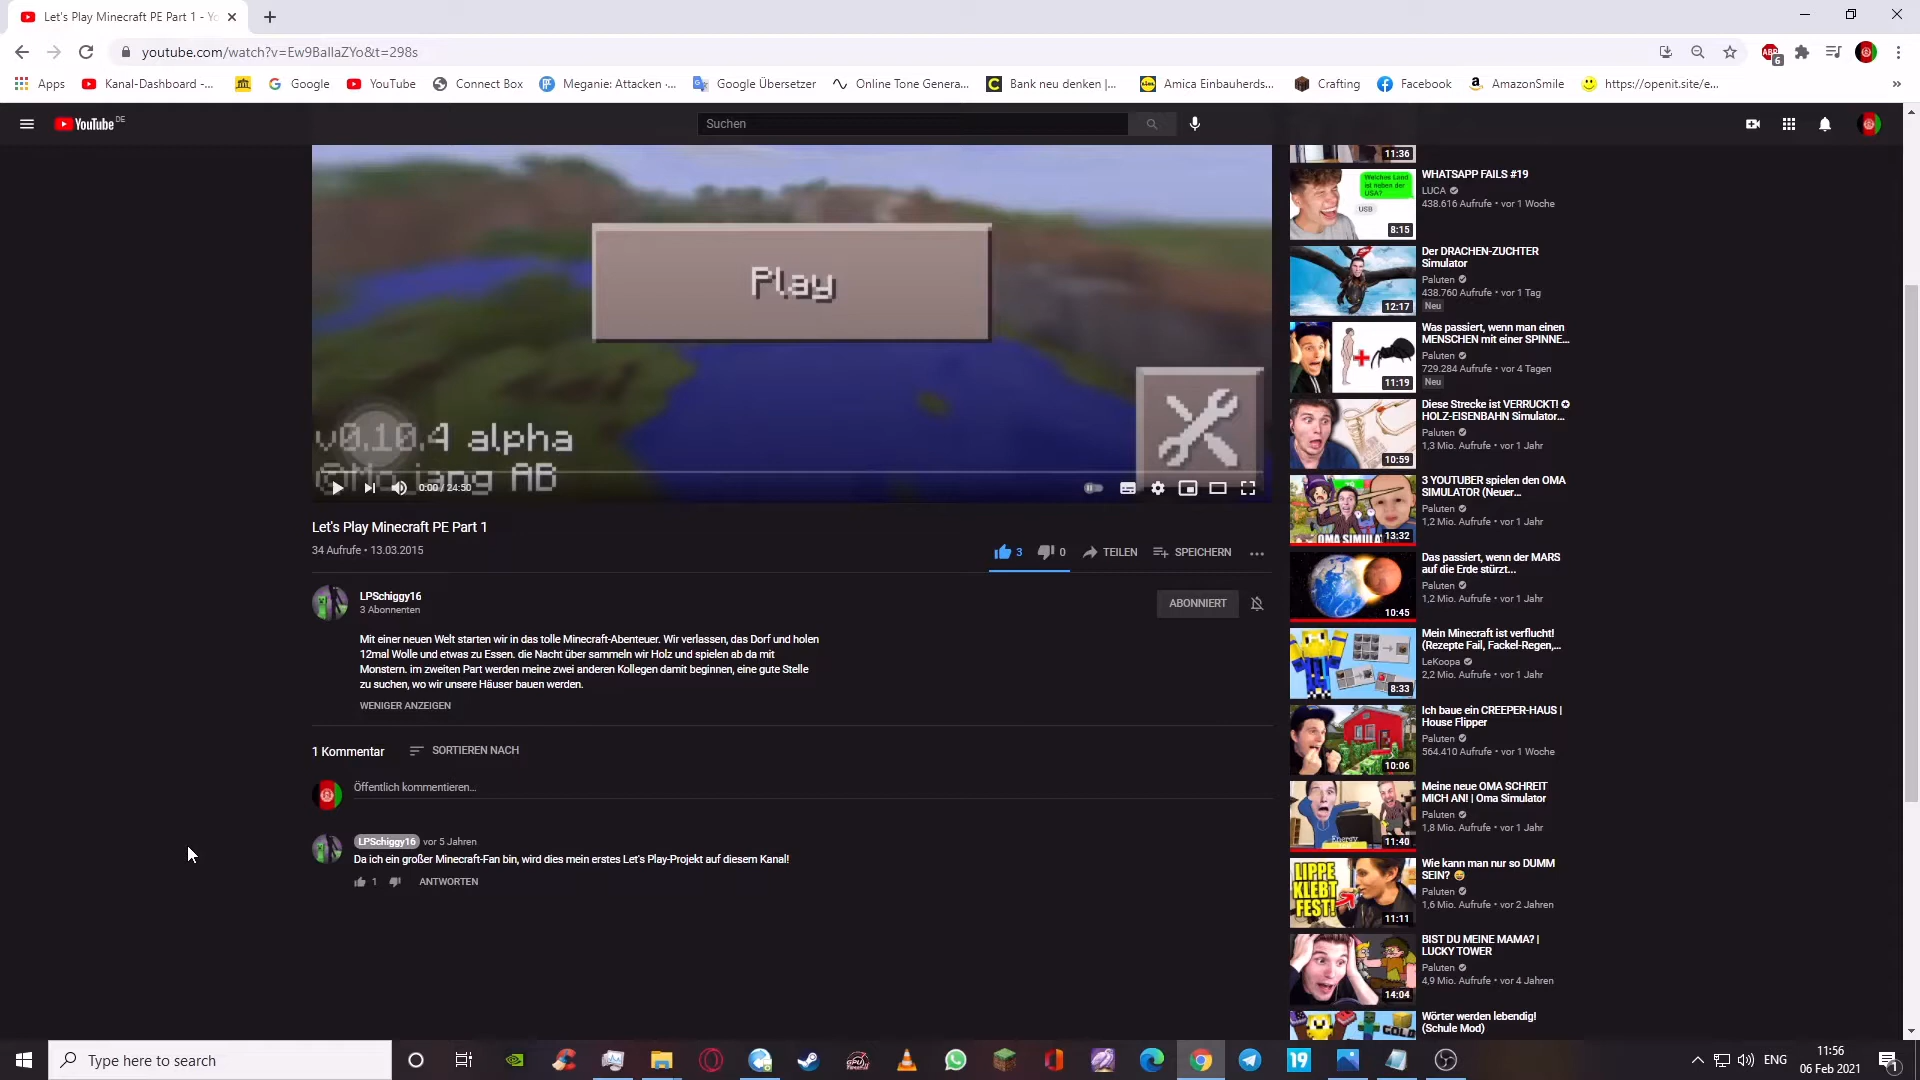 Let's Play Minecraft PE Part 1 - Yo
youtube.com/watch?v=Ew9BallaZYo&t=298s
6
Apps
Kanal-Dashboard -...
Google
YouTube
Connect Box
Meganie: Attacken -...
Google Übersetzer
Online Tone Genera...
Bank neu denken |...
Amica Einbauherds...
Crafting
Facebook
AmazonSmile
https://openit.site/e...
»
YouTube DE
Suchen
Play
v0.10.4 alpha
@Mojang AB
0:00 / 24:50
Let's Play Minecraft PE Part 1
34 Aufrufe • 13.03.2015
3
0
TEILEN
SPEICHERN
LPSchiggy16
3 Abonnenten
ABONNIERT
Mit einer neuen Welt starten wir in das tolle Minecraft-Abenteuer. Wir verlassen, das Dorf und holen
12mal Wolle und etwas zu Essen. die Nacht über sammeln wir Holz und spielen ab da mit
Monstern. im zweiten Part werden meine zwei anderen Kollegen damit beginnen, eine gute Stelle
zu suchen, wo wir unsere Häuser bauen werden.
WENIGER ANZEIGEN
1 Kommentar
SORTIEREN NACH
Öffentlich kommentieren...
LPSchiggy16 vor 5 Jahren
Da ich ein großer Minecraft-Fan bin, wird dies mein erstes Let's Play-Projekt auf diesem Kanal!
1
ANTWORTEN
11:36
Welches Land
ist neben der
USA?
USB
8:15
WHATSAPP FAILS #19
LUCA
438.616 Aufrufe • vor 1 Woche
12:17
Der DRACHEN-ZÜCHTER
Simulator
Paluten
438.760 Aufrufe • vor 1 Tag
Neu
11:19
Was passiert, wenn man einen
MENSCHEN mit einer SPINNE...
Paluten
729.284 Aufrufe • vor 4 Tagen
Neu
10:59
Diese Strecke ist VERRÜCKT! ✪
HOLZ-EISENBAHN Simulator...
Paluten
1,3 Mio. Aufrufe • vor 1 Jahr
OMA SIMULA
13:32
3 YOUTUBER spielen den OMA
SIMULATOR (Neuer...
Paluten
1,2 Mio. Aufrufe • vor 1 Jahr
10:45
Das passiert, wenn der MARS
auf die Erde stürzt...
Paluten
1,2 Mio. Aufrufe • vor 1 Jahr
8:33
Mein Minecraft ist verflucht!
(Rezepte Fail, Fackel-Regen,...
LeKoopa
2,2 Mio. Aufrufe • vor 1 Jahr
10:06
Ich baue ein CREEPER-HAUS |
House Flipper
Paluten
564.410 Aufrufe • vor 1 Woche
Energy
11:40
Meine neue OMA SCHREIT
MICH AN! | Oma Simulator
Paluten
1,8 Mio. Aufrufe • vor 1 Jahr
LIPPE
KLEBT
FEST!
11:11
Wie kann man nur so DUMM
SEIN? 😅
Paluten
1,6 Mio. Aufrufe • vor 2 Jahren
14:04
BIST DU MEINE MAMA? |
LUCKY TOWER
Paluten
4,9 Mio. Aufrufe • vor 4 Jahren
GOLD
Wörter werden lebendig!
(Schule Mod)
Type here to search
19
ENG
11:56
06 Feb 2021
1